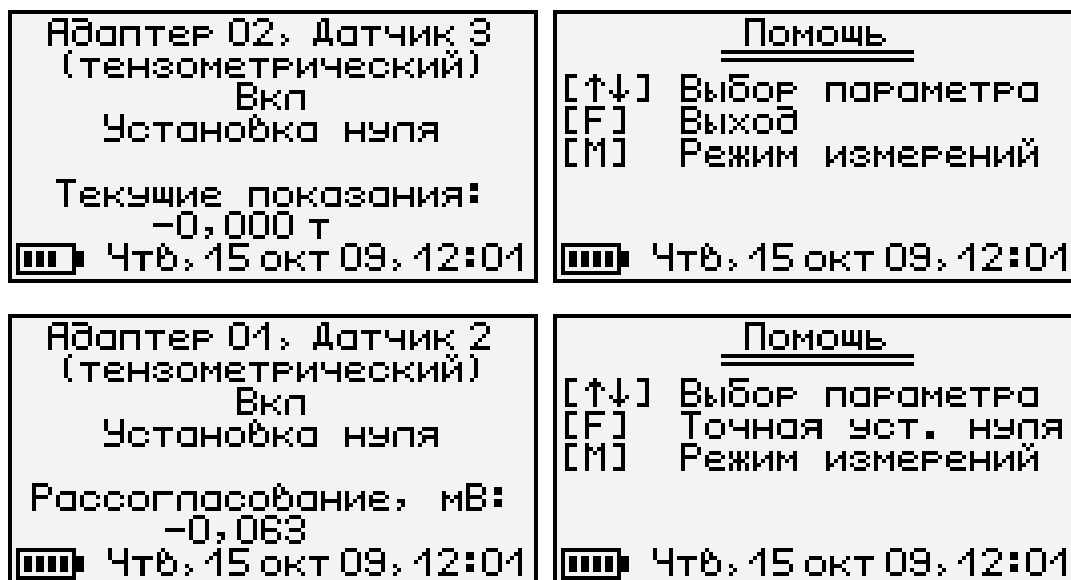 Адаптер 02, Датчик 3
(тензометрический)
Вкл
Установка нуля
Текущие показания:
-0,000 т
Чтв, 15 окт 09, 12:01
Помощь
[↑↓] Выбор параметра
[F] Выход
[M] Режим измерений
Чтв, 15 окт 09, 12:01
Адаптер 01, Датчик 2
(тензометрический)
Вкл
Установка нуля
Рассогласование, мВ:
-0,063
Чтв, 15 окт 09, 12:01
Помощь
[↑↓] Выбор параметра
[F] Точная уст. нуля
[M] Режим измерений
Чтв, 15 окт 09, 12:01